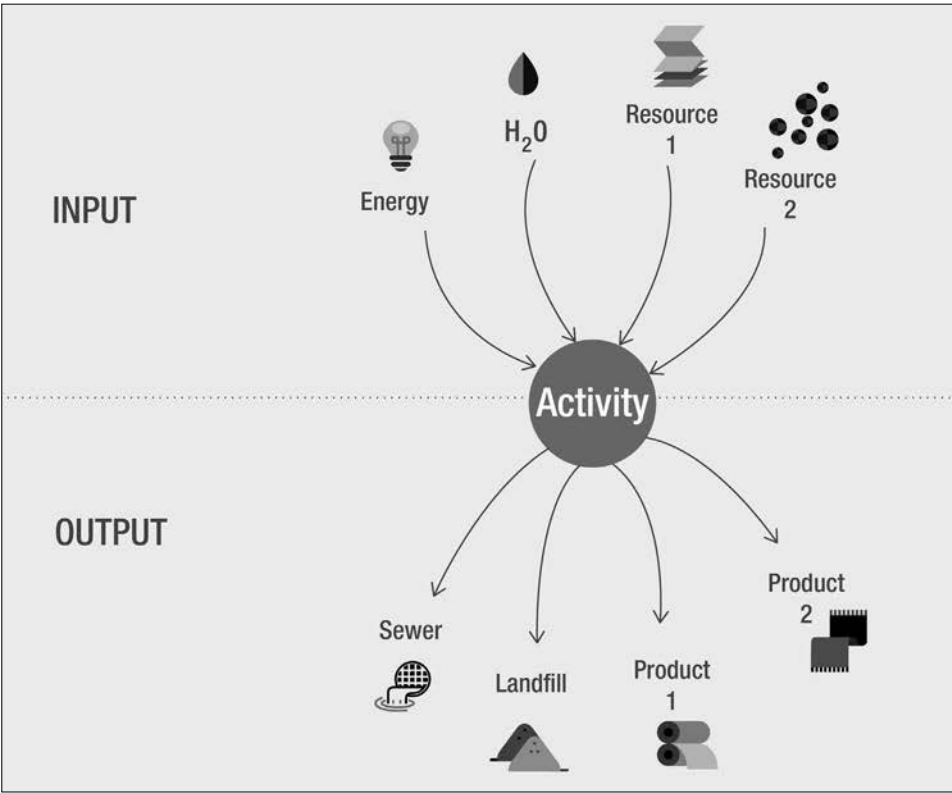 INPUT
Energy
H₂O
Resource
1
Resource
2
Activity
OUTPUT
Sewer
Landfill
Product
1
Product
2